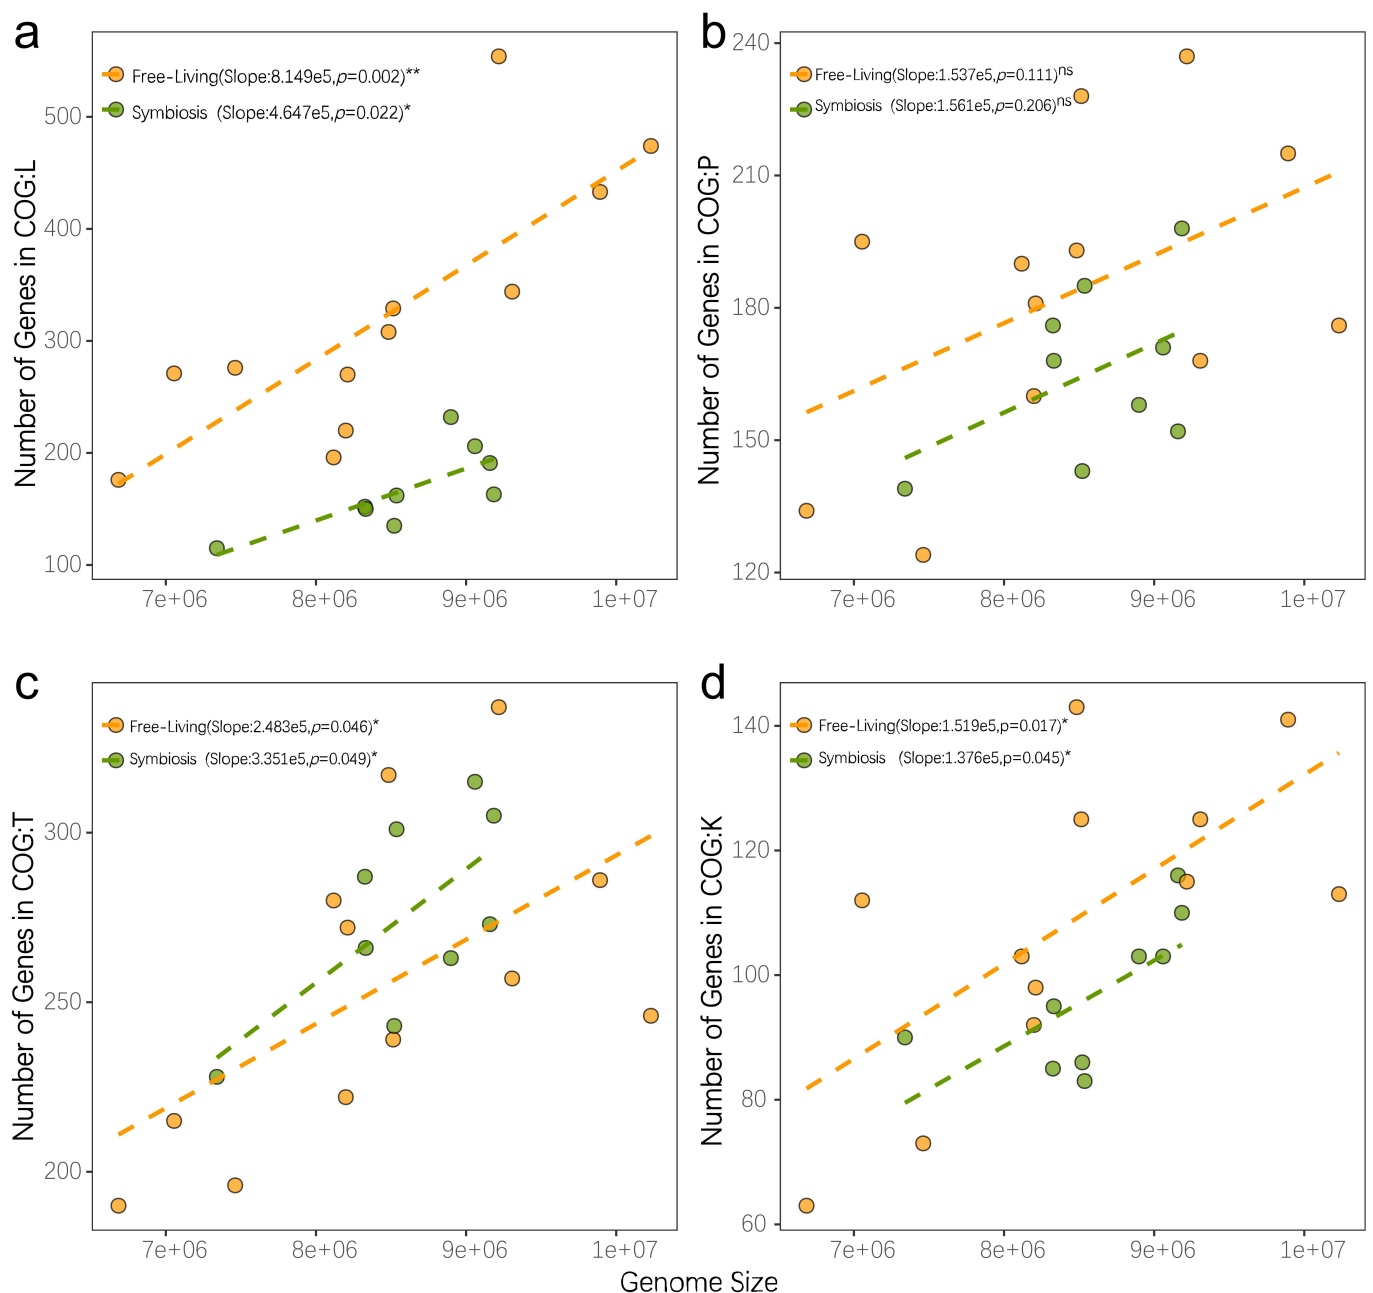 a
Free-Living(Slope:8.149e5,p=0.002)**
Symbiosis (Slope:4.647e5,p=0.022)*
Number of Genes in COG:L
500
400
300
200
100
7e+06 8e+06 9e+06 1e+07
b
Free-Living(Slope:1.537e5,p=0.111)ns
Symbiosis (Slope:1.561e5,p=0.206)ns
Number of Genes in COG:P
240
210
180
150
120
7e+06 8e+06 9e+06 1e+07
c
Free-Living(Slope:2.483e5,p=0.046)*
Symbiosis (Slope:3.351e5,p=0.049)*
Number of Genes in COG:T
300
250
200
7e+06 8e+06 9e+06 1e+07
d
Free-Living(Slope:1.519e5,p=0.017)*
Symbiosis (Slope:1.376e5,p=0.045)*
Number of Genes in COG:K
140
120
100
80
60
7e+06 8e+06 9e+06 1e+07
Genome Size